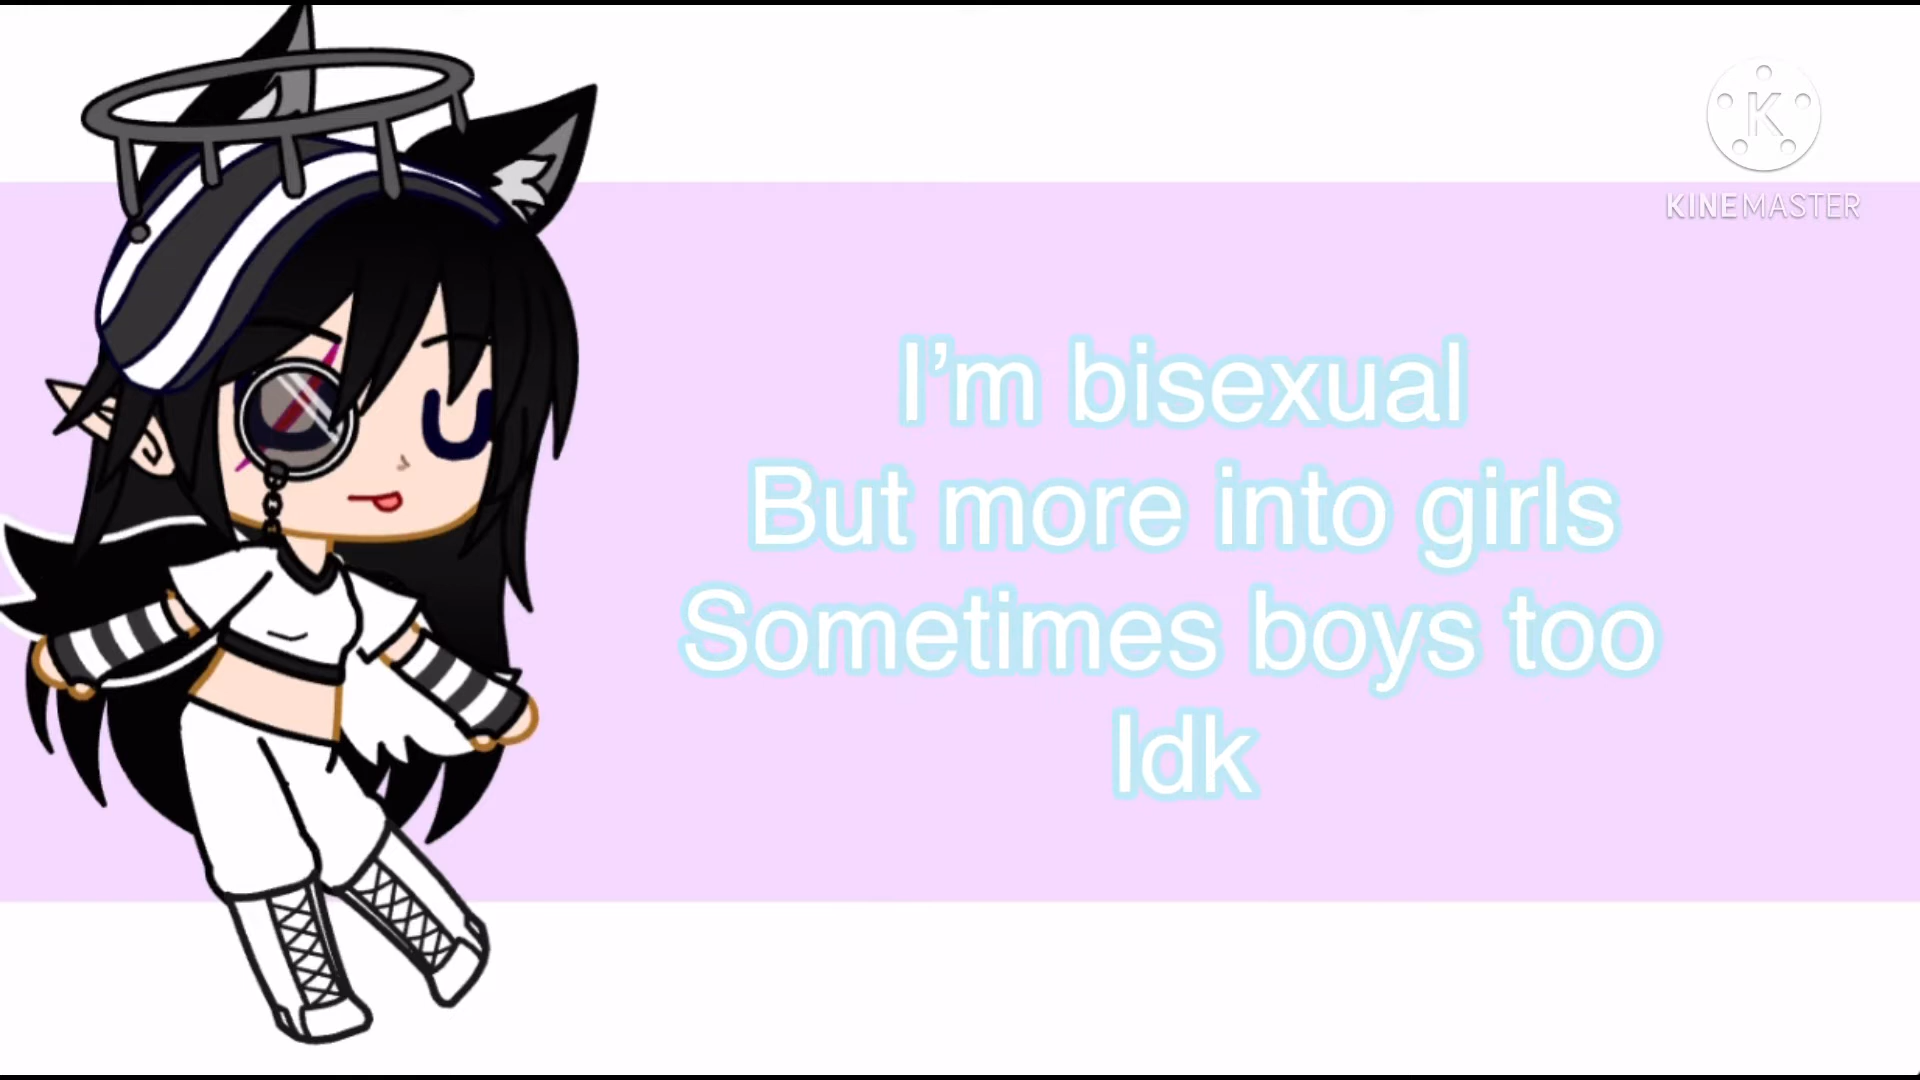 K
KINEMASTER
I’m bisexual
But more into girls
Sometimes boys too
Idk